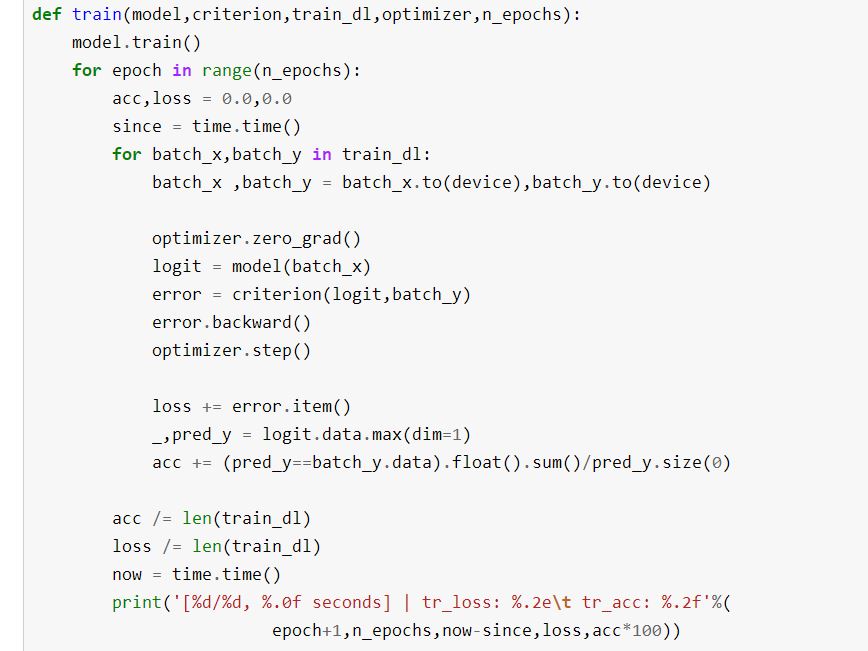 def train(model,criterion,train_dl,optimizer,n_epochs):
    model.train()
    for epoch in range(n_epochs):
        acc,loss = 0.0,0.0
        since = time.time()
        for batch_x,batch_y in train_dl:
            batch_x ,batch_y = batch_x.to(device),batch_y.to(device)

            optimizer.zero_grad()
            logit = model(batch_x)
            error = criterion(logit,batch_y)
            error.backward()
            optimizer.step()

            loss += error.item()
            _,pred_y = logit.data.max(dim=1)
            acc += (pred_y==batch_y.data).float().sum()/pred_y.size(0)

        acc /= len(train_dl)
        loss /= len(train_dl)
        now = time.time()
        print('[%d/%d, %.0f seconds] | tr_loss: %.2e\t tr_acc: %.2f'%(
                        epoch+1,n_epochs,now-since,loss,acc*100))